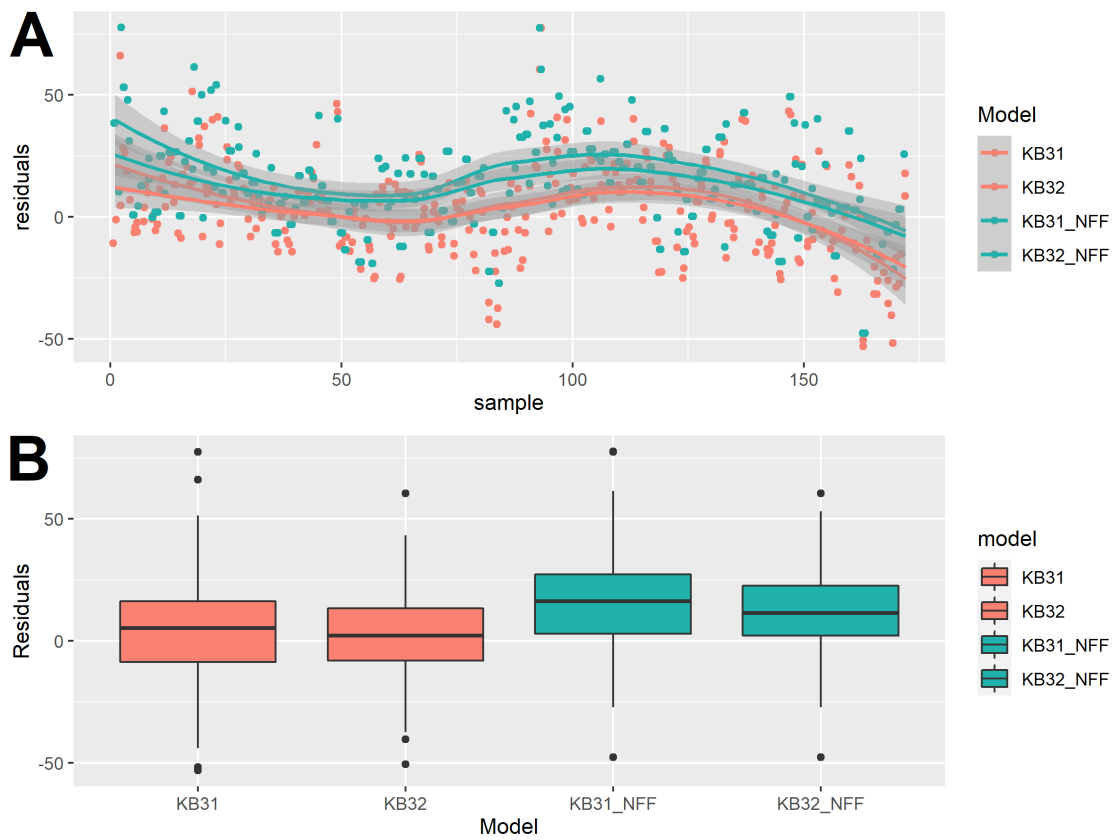 A
50
0
-50
residuals
0
50
100
150
sample
Model
KB31
KB32
KB31_NFF
KB32_NFF
B
50
0
-50
Residuals
KB31
KB32
KB31_NFF
KB32_NFF
Model
model
KB31
KB32
KB31_NFF
KB32_NFF